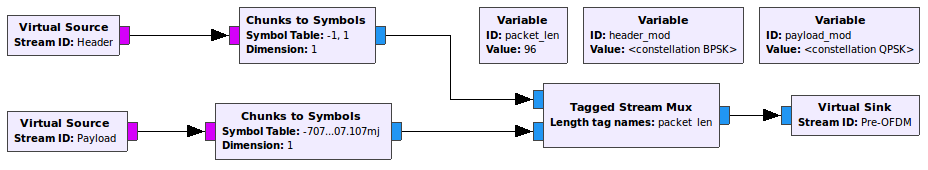 Virtual Source
Stream ID: Header
Chunks to Symbols
Symbol Table: -1, 1
Dimension: 1
Variable
ID: packet_len
Value: 96
Variable
ID: header_mod
Value: <constellation BPSK>
Variable
ID: payload_mod
Value: <constellation QPSK>
Virtual Source
Stream ID: Payload
Chunks to Symbols
Symbol Table: -707...07.107mj
Dimension: 1
Tagged Stream Mux
Length tag names: packet_len
Virtual Sink
Stream ID: Pre-OFDM